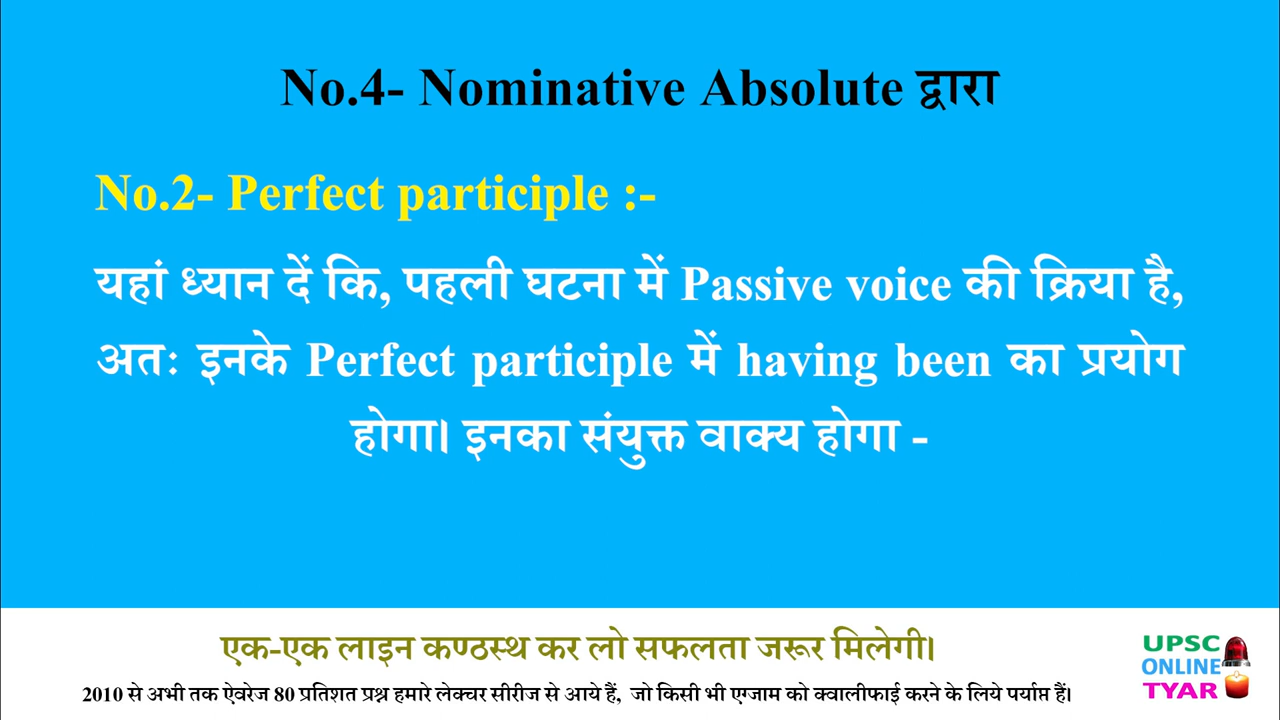 No.4- Nominative Absolute द्वारा
No.2- Perfect participle :-
यहां ध्यान दें कि, पहली घटना में Passive voice की क्रिया है,
अतः इनके Perfect participle में having been का प्रयोग
होगा। इनका संयुक्त वाक्य होगा -
एक-एक लाइन कण्ठस्थ कर लो सफलता जरूर मिलेगी।
2010 से अभी तक ऐवरेज 80 प्रतिशत प्रश्न हमारे लेक्चर सीरीज से आये हैं, जो किसी भी एग्जाम को क्वालीफाई करने के लिये पर्याप्त हैं।
UPSC
ONLINE
TYAR